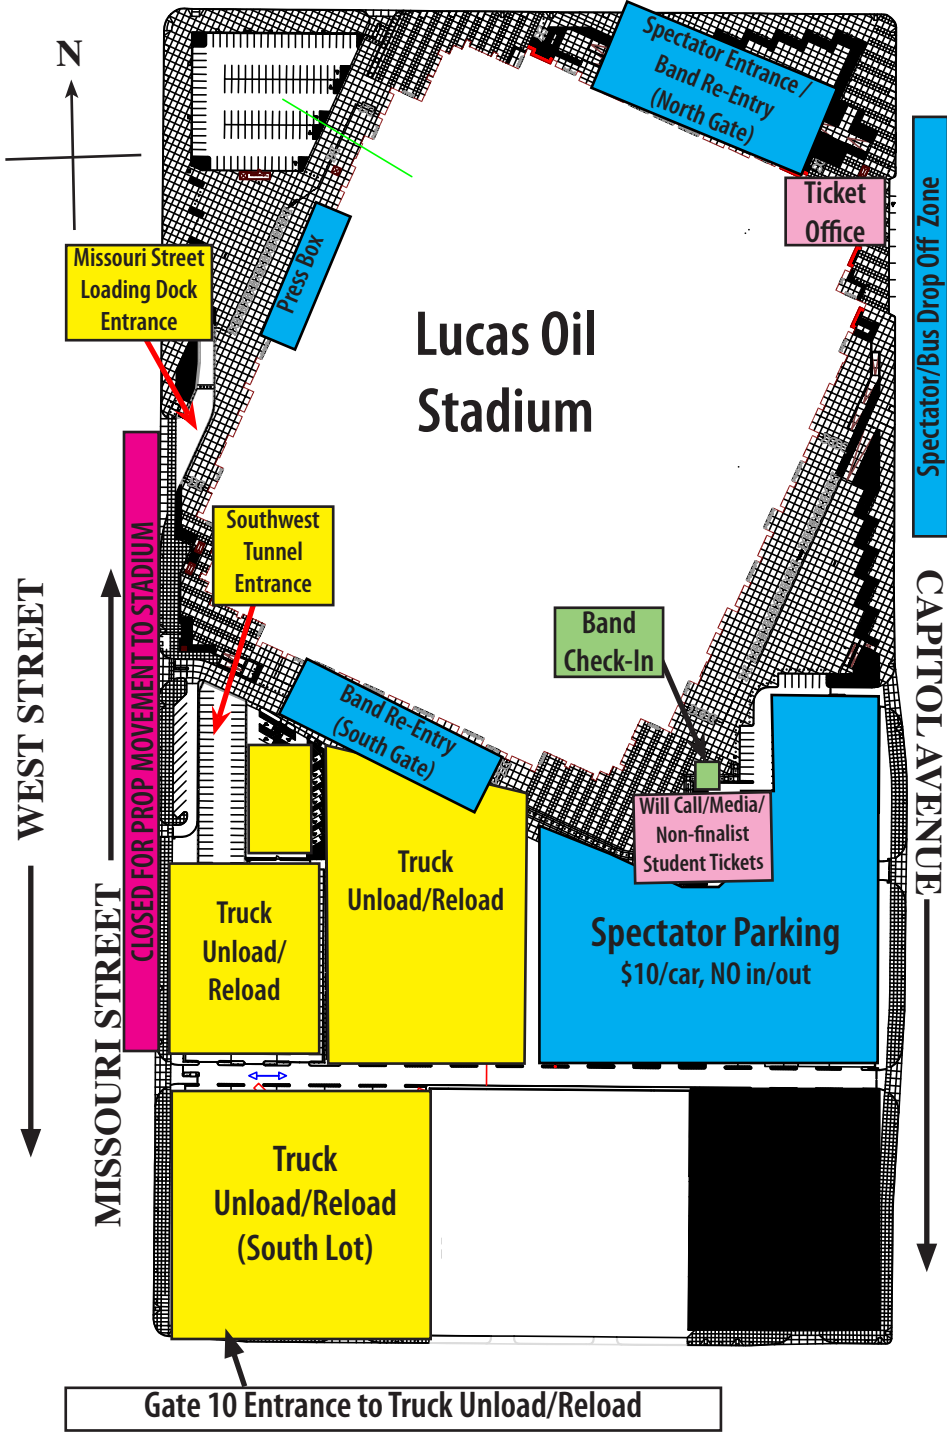 N
Spectator Entrance /
Band Re-Entry
(North Gate)
Ticket
Office
Spectator/Bus Drop Off Zone
Missouri Street
Loading Dock
Entrance
Press Box
Lucas Oil
Stadium
Southwest
Tunnel
Entrance
CLOSED FOR PROP MOVEMENT TO STADIUM
WEST STREET
MISSOURI STREET
CAPITOL AVENUE
Band
Check-In
Band Re-Entry
(South Gate)
Will Call/Media/
Non-finalist
Student Tickets
Truck
Unload/Reload
Truck
Unload/
Reload
Spectator Parking
$10/car, NO in/out
Truck
Unload/Reload
(South Lot)
Gate 10 Entrance to Truck Unload/Reload